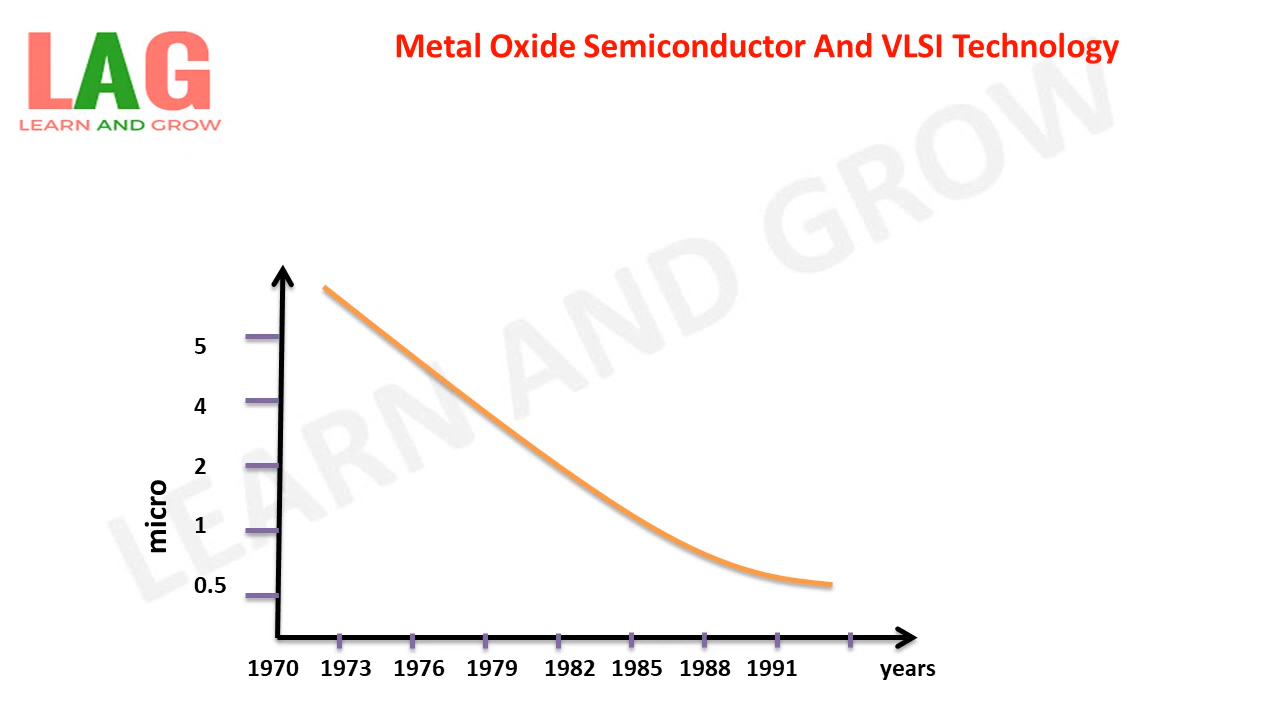 LAG
LEARN AND GROW
Metal Oxide Semiconductor And VLSI Technology
LEARN AND GROW
5
4
2
1
0.5
micro
1970 1973 1976 1979 1982 1985 1988 1991 years